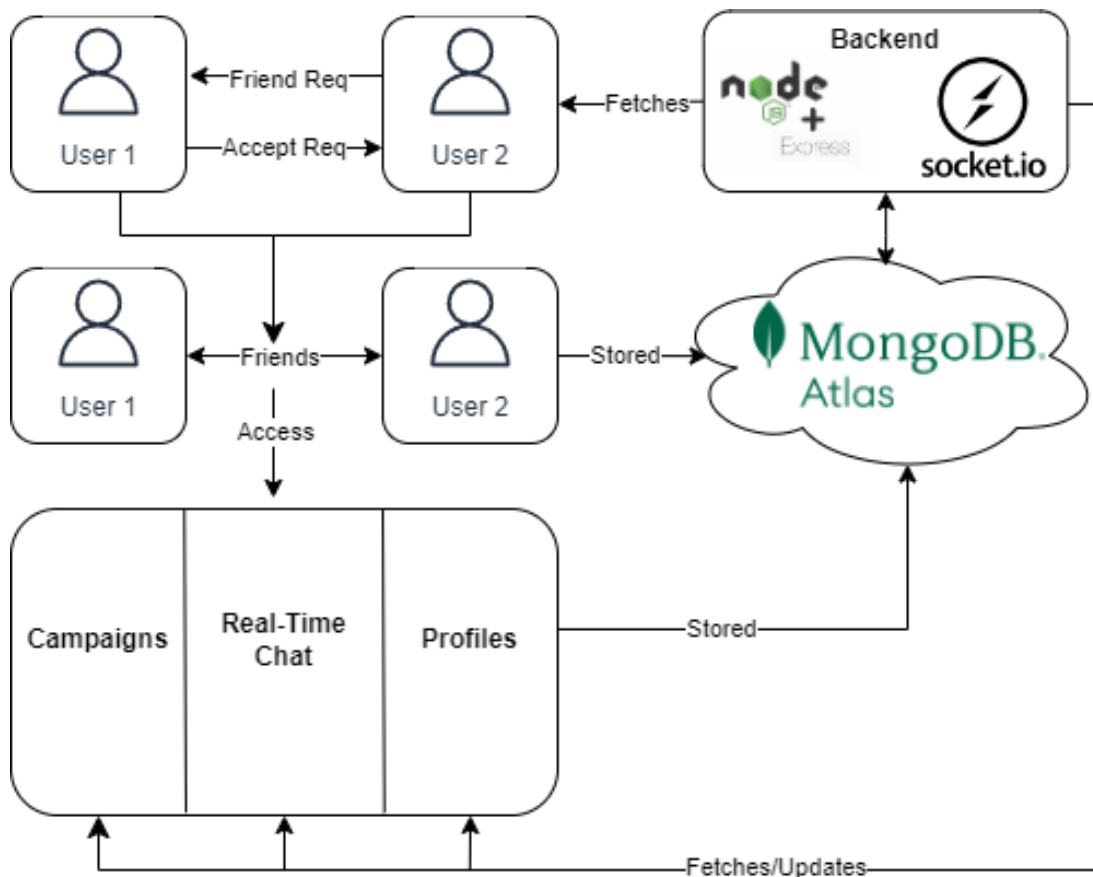 Backend
Friend Req
Fetches
node
JS
+
Express
socket.io
User 1
Accept Req
User 2
Friends
Stored
MongoDB.
Atlas
User 1
User 2
Access
Campaigns
Real-Time
Chat
Profiles
Stored
Fetches/Updates